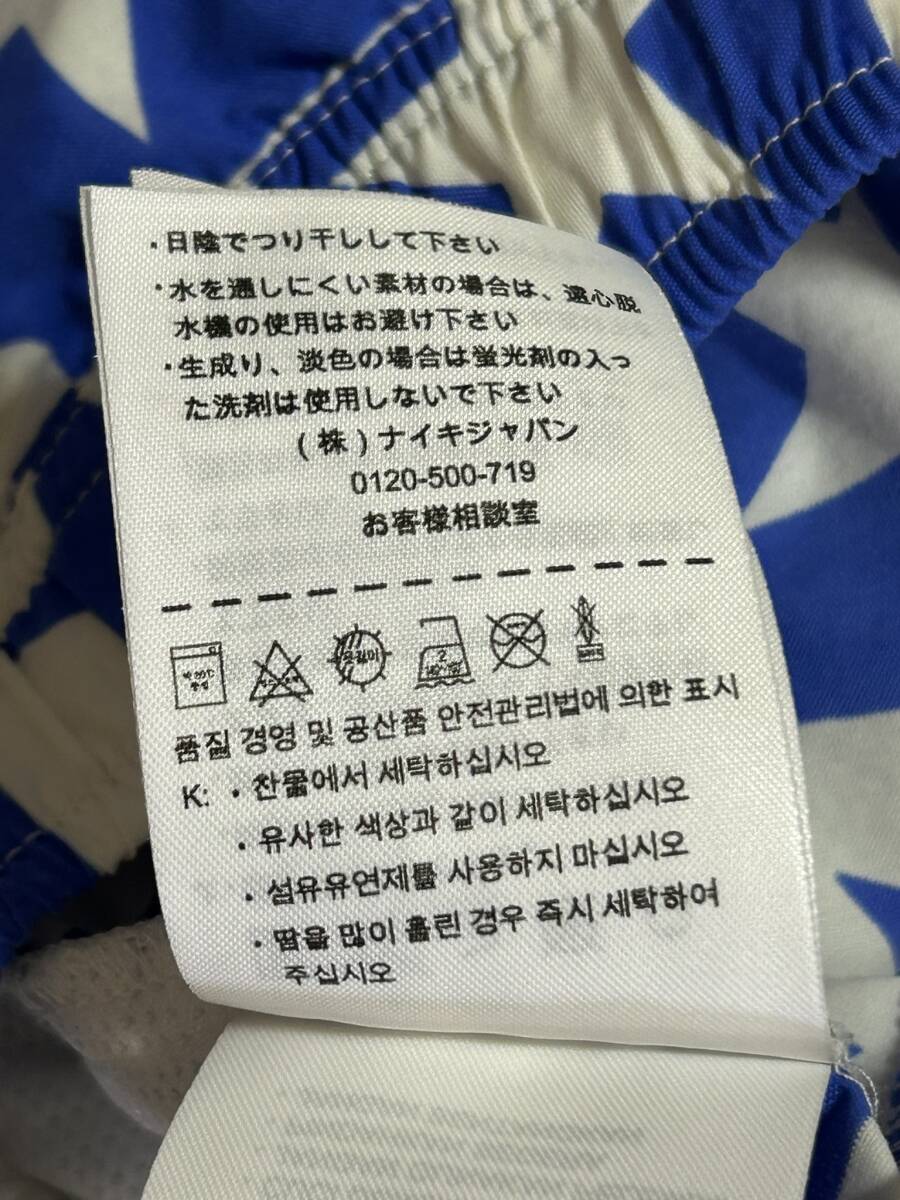 ・日陰でつり干しして下さい
・水を通しにくい素材の場合は、遠心脱
水機の使用はお避け下さい
・生成り、淡色の場合は蛍光剤の入っ
た洗剤は使用しないで下さい
(株)ナイキジャパン
0120-500-719
お客様相談室
2
품질 경영 및 공산품 안전관리법에 의한 표시
K: ・찬물에서 세탁하십시오
・유사한 색상과 같이 세탁하십시오
・섬유유연제를 사용하지 마십시오
・땀을 많이 흘린 경우 즉시 세탁하여
주십시오